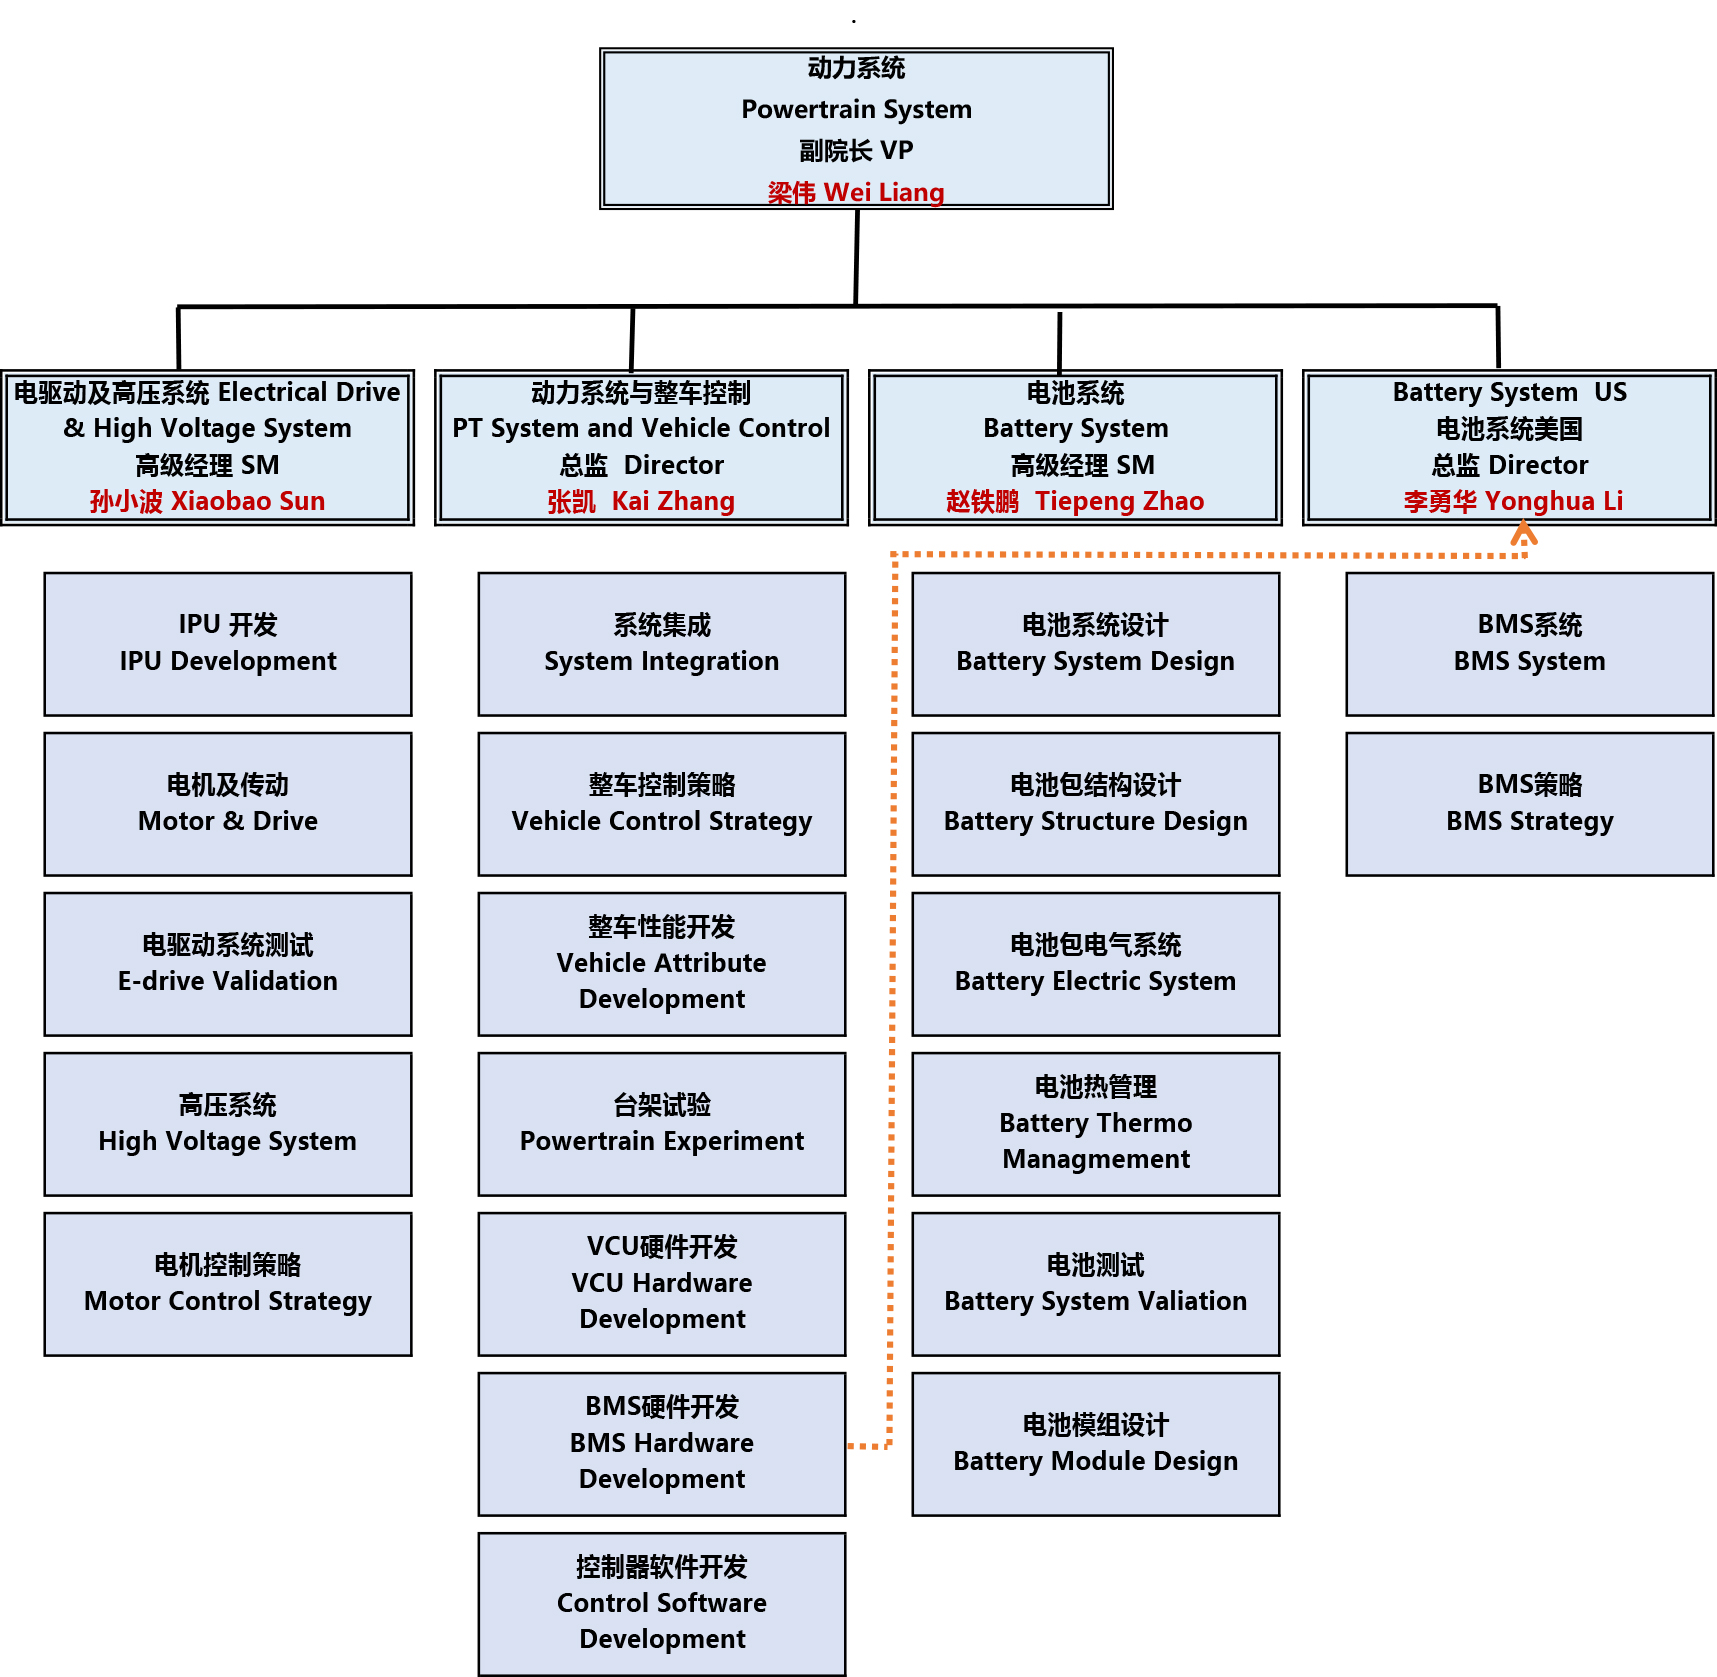 动力系统
Powertrain System
副院长 VP
梁伟 Wei Liang
电驱动及高压系统 Electrical Drive
& High Voltage System
高级经理 SM
孙小波 Xiaobao Sun
动力系统与整车控制
PT System and Vehicle Control
总监 Director
张凯 Kai Zhang
电池系统
Battery System
高级经理 SM
赵铁鹏 Tiepeng Zhao
Battery System US
电池系统美国
总监 Director
李勇华 Yonghua Li
IPU 开发
IPU Development
电机及传动
Motor & Drive
电驱动系统测试
E-drive Validation
高压系统
High Voltage System
电机控制策略
Motor Control Strategy
系统集成
System Integration
整车控制策略
Vehicle Control Strategy
整车性能开发
Vehicle Attribute
Development
台架试验
Powertrain Experiment
VCU硬件开发
VCU Hardware
Development
BMS硬件开发
BMS Hardware
Development
控制器软件开发
Control Software
Development
电池系统设计
Battery System Design
电池包结构设计
Battery Structure Design
电池包电气系统
Battery Electric System
电池热管理
Battery Thermo
Managmement
电池测试
Battery System Valiation
电池模组设计
Battery Module Design
BMS系统
BMS System
BMS策略
BMS Strategy